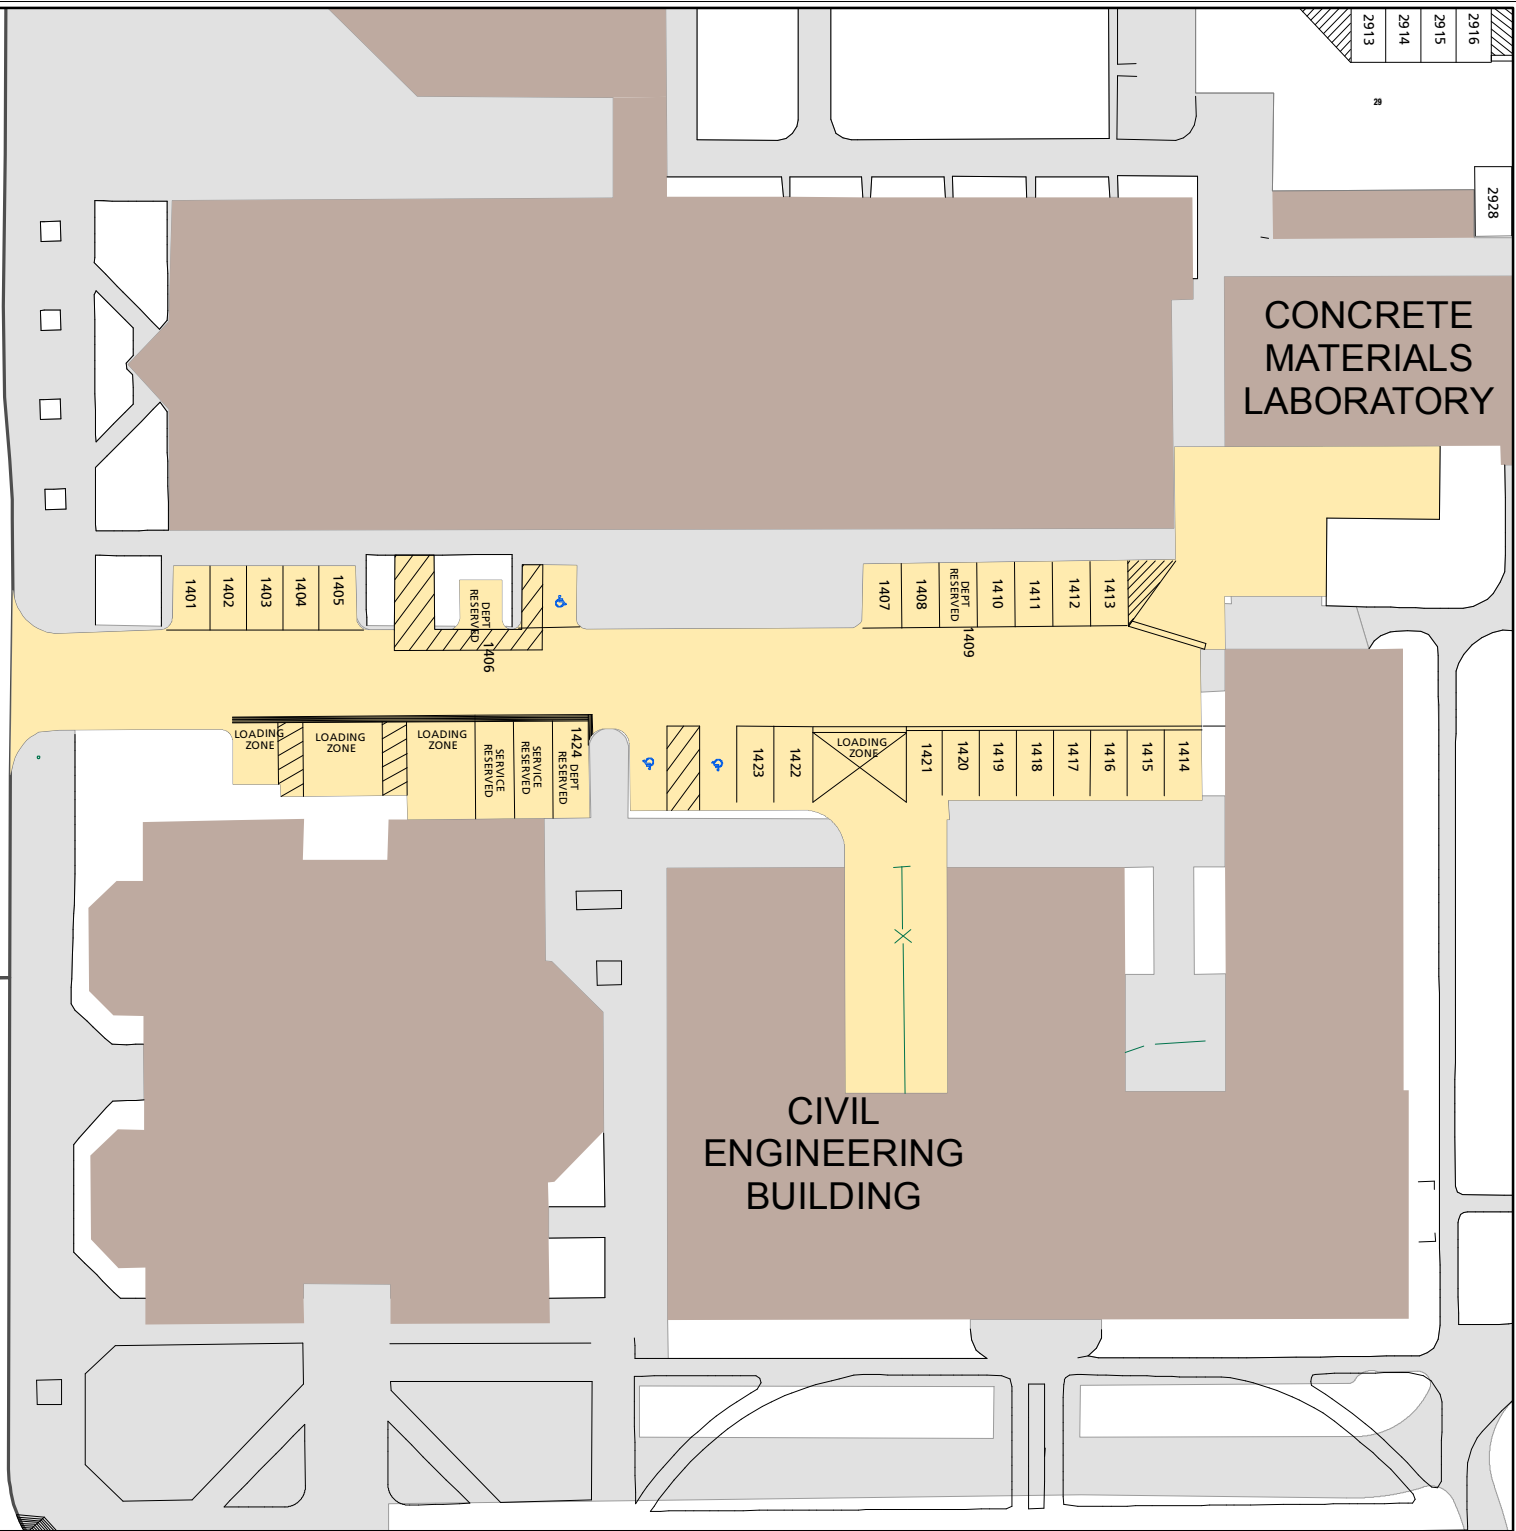 2913
2914
2915
2916
29
2928
CONCRETE
MATERIALS
LABORATORY
1401
1402
1403
1404
1405
DEPT
RESERVED
1406
1407
1408
DEPT
RESERVED
1409
1410
1411
1412
1413
LOADING
ZONE
LOADING
ZONE
LOADING
ZONE
SERVICE
RESERVED
SERVICE
RESERVED
1424 DEPT
RESERVED
1423
1422
LOADING
ZONE
1421
1420
1419
1418
1417
1416
1415
1414
CIVIL
ENGINEERING
BUILDING